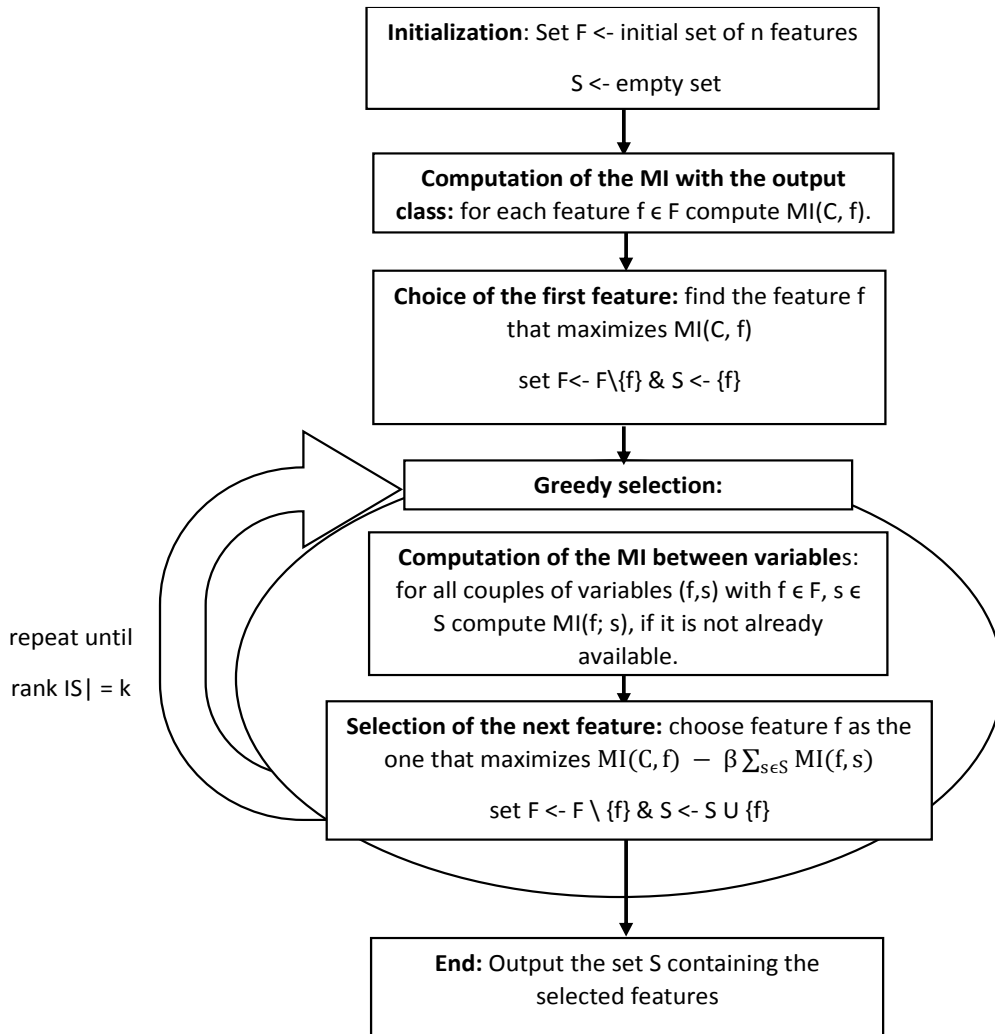 Initialization: Set F <- initial set of n features
S <- empty set
Computation of the MI with the output
class: for each feature f ϵ F compute MI(C, f).
Choice of the first feature: find the feature f
that maximizes MI(C, f)
set F<- F\{f} & S <- {f}
Greedy selection:
Computation of the MI between variables:
for all couples of variables (f,s) with f ϵ F, s ϵ
S compute MI(f; s), if it is not already
available.
repeat until
rank IS| = k
Selection of the next feature: choose feature f as the
one that maximizes MI(C, f) − β ∑sϵS MI(f, s)
set F <- F \ {f} & S <- S U {f}
End: Output the set S containing the
selected features